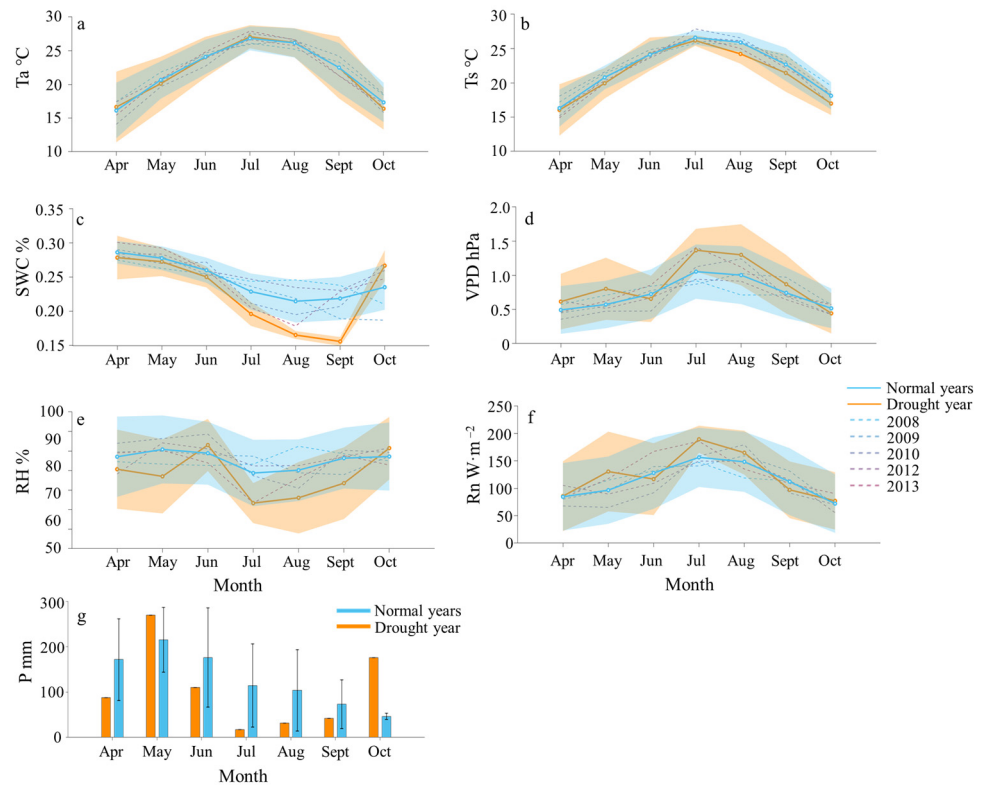 a
Ta °C
30
25
20
15
10
Apr May Jun Jul Aug Sept Oct
b
Ts °C
30
25
20
15
10
Apr May Jun Jul Aug Sept Oct
c
SWC %
0.35
0.30
0.25
0.20
0.15
Apr May Jun Jul Aug Sept Oct
d
VPD hPa
2.0
1.5
1.0
0.5
0
Apr May Jun Jul Aug Sept Oct
e
RH %
100
90
80
70
60
50
Apr May Jun Jul Aug Sept Oct
Month
f
Rn W·m⁻²
250
200
150
100
50
0
Apr May Jun Jul Aug Sept Oct
Month
Normal years
Drought year
2008
2009
2010
2012
2013
g
P mm
300
200
100
0
Apr May Jun Jul Aug Sept Oct
Month
Normal years
Drought year